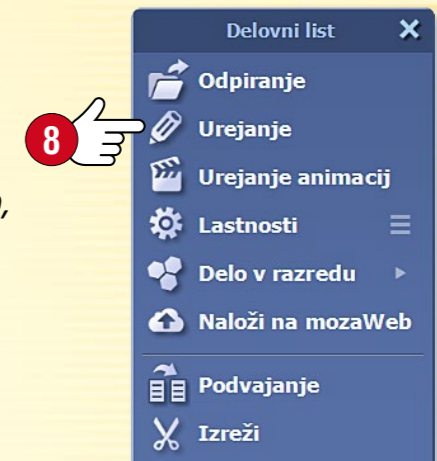 Delovni list
Odpiranje
8
Urejanje
Urejanje animacij
Lastnosti
Delo v razredu
Naloži na mozaWeb
Podvajanje
Izreži